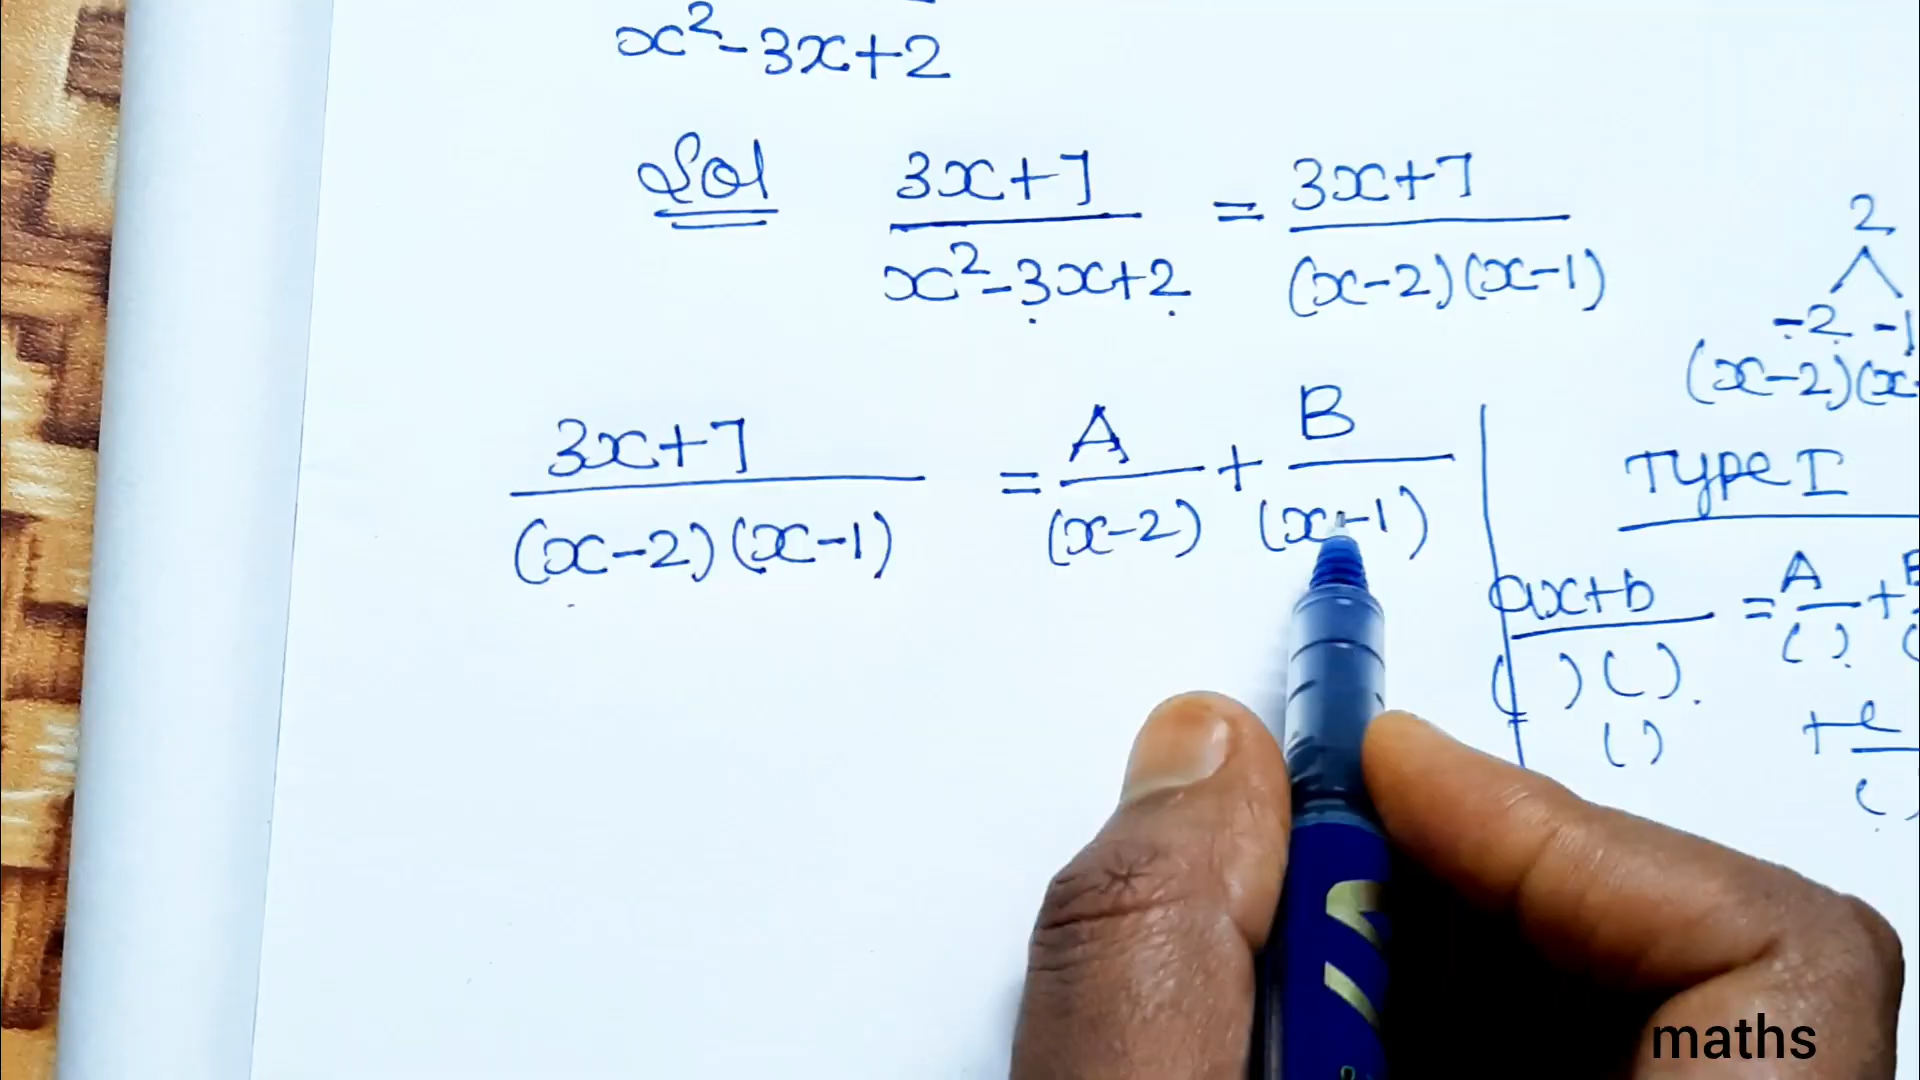 x²-3x+2
Sol 3x+7 / x²-3x+2 = 3x+7 / (x-2)(x-1)
2
-2 -1
(x-2)(x-
3x+7 / (x-2)(x-1) = A / (x-2) + B / (x-1)
Type I
ax+b / ( )( ). = A / ( ) + B / (
( )
+ e / ( )
maths